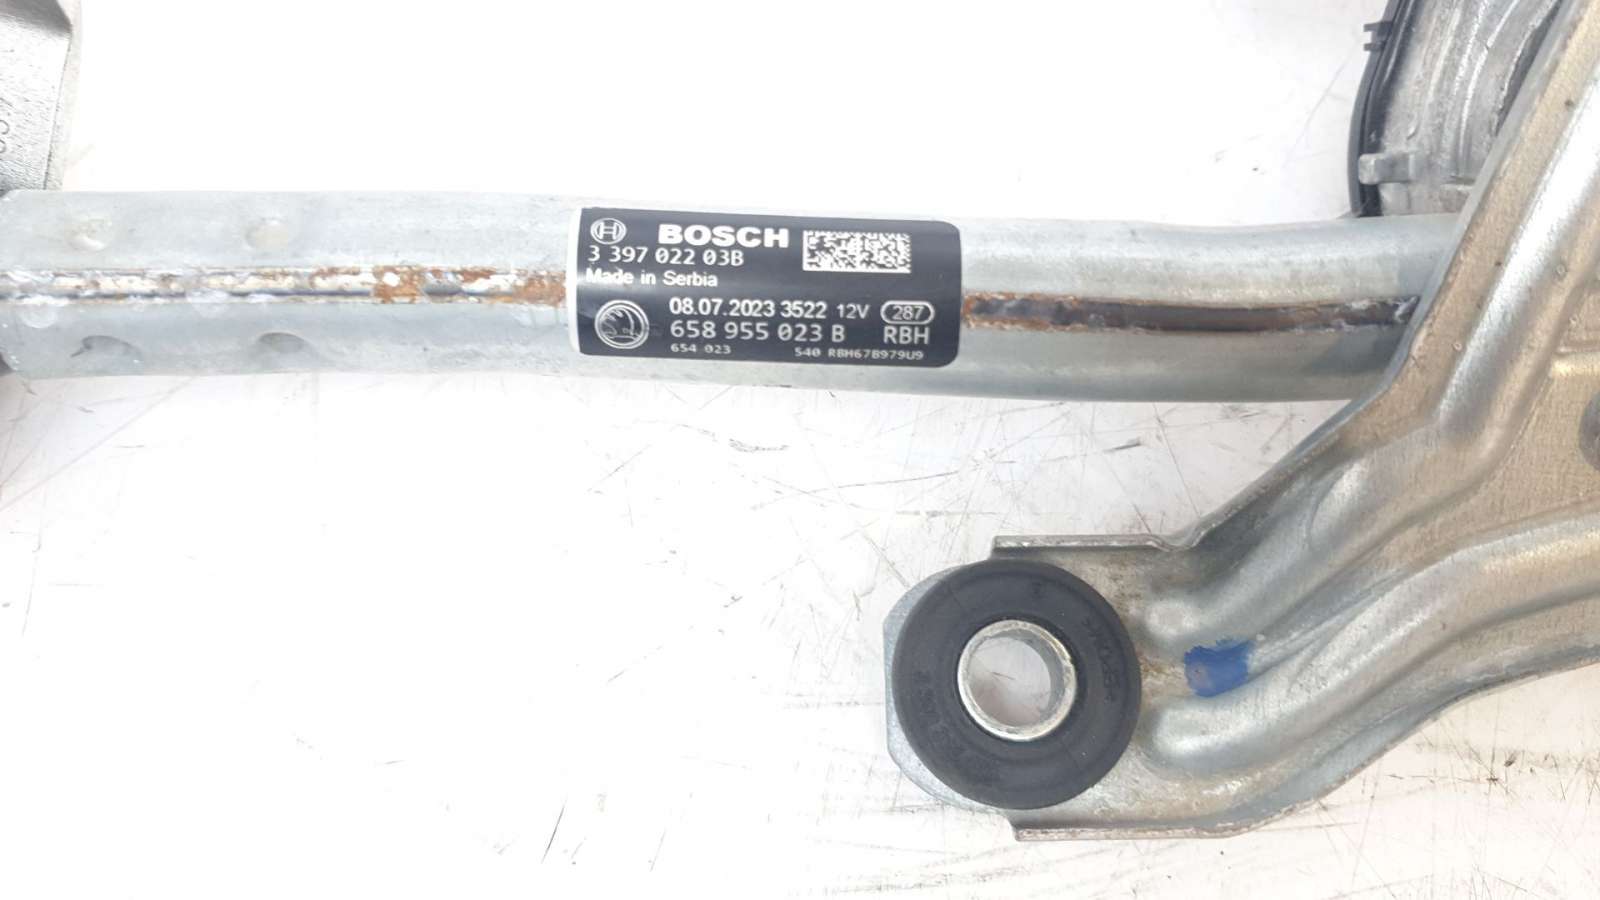 BOSCH
3 397 022 03B
Made in Serbia
08.07.2023 3522 12V 287
658 955 023 B RBH
654 023 540 RBH67B979U9